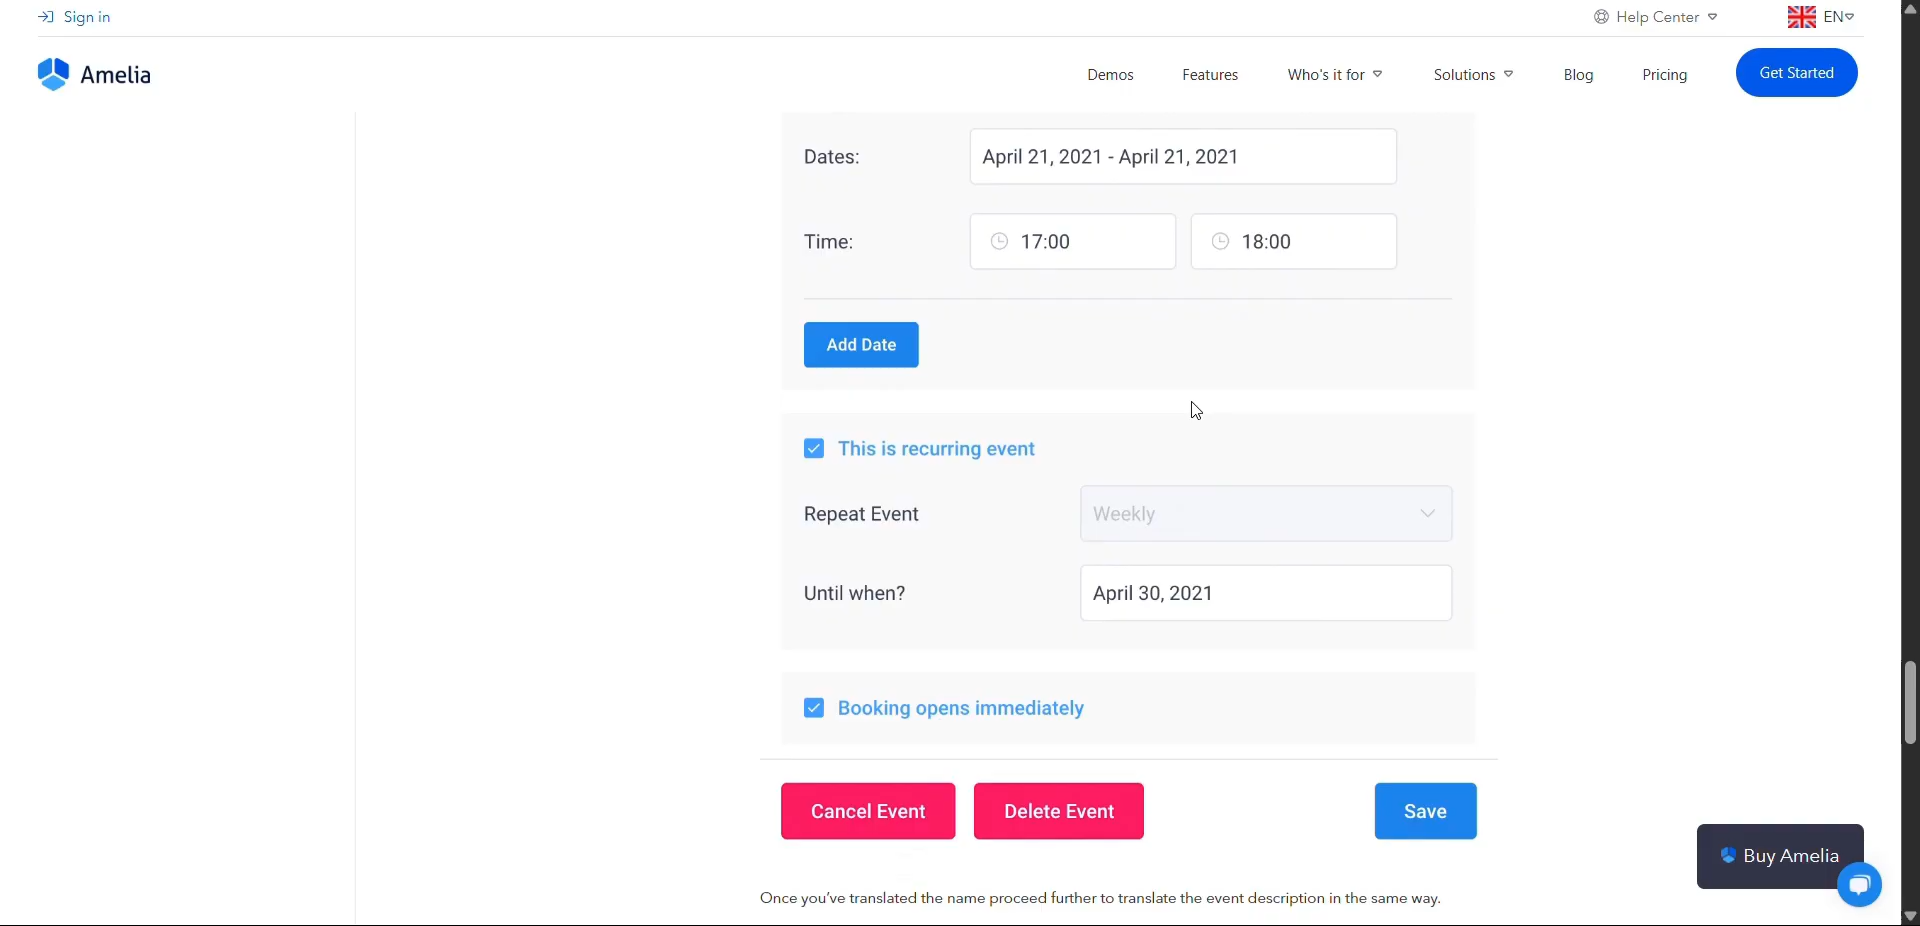 Sign in
Help Center
EN
Amelia
Demos
Features
Who's it for
Solutions
Blog
Pricing
Get Started
Dates:
April 21, 2021 - April 21, 2021
Time:
17:00
18:00
Add Date
This is recurring event
Repeat Event
Weekly
Until when?
April 30, 2021
Booking opens immediately
Cancel Event
Delete Event
Save
Buy Amelia
Once you've translated the name proceed further to translate the event description in the same way.